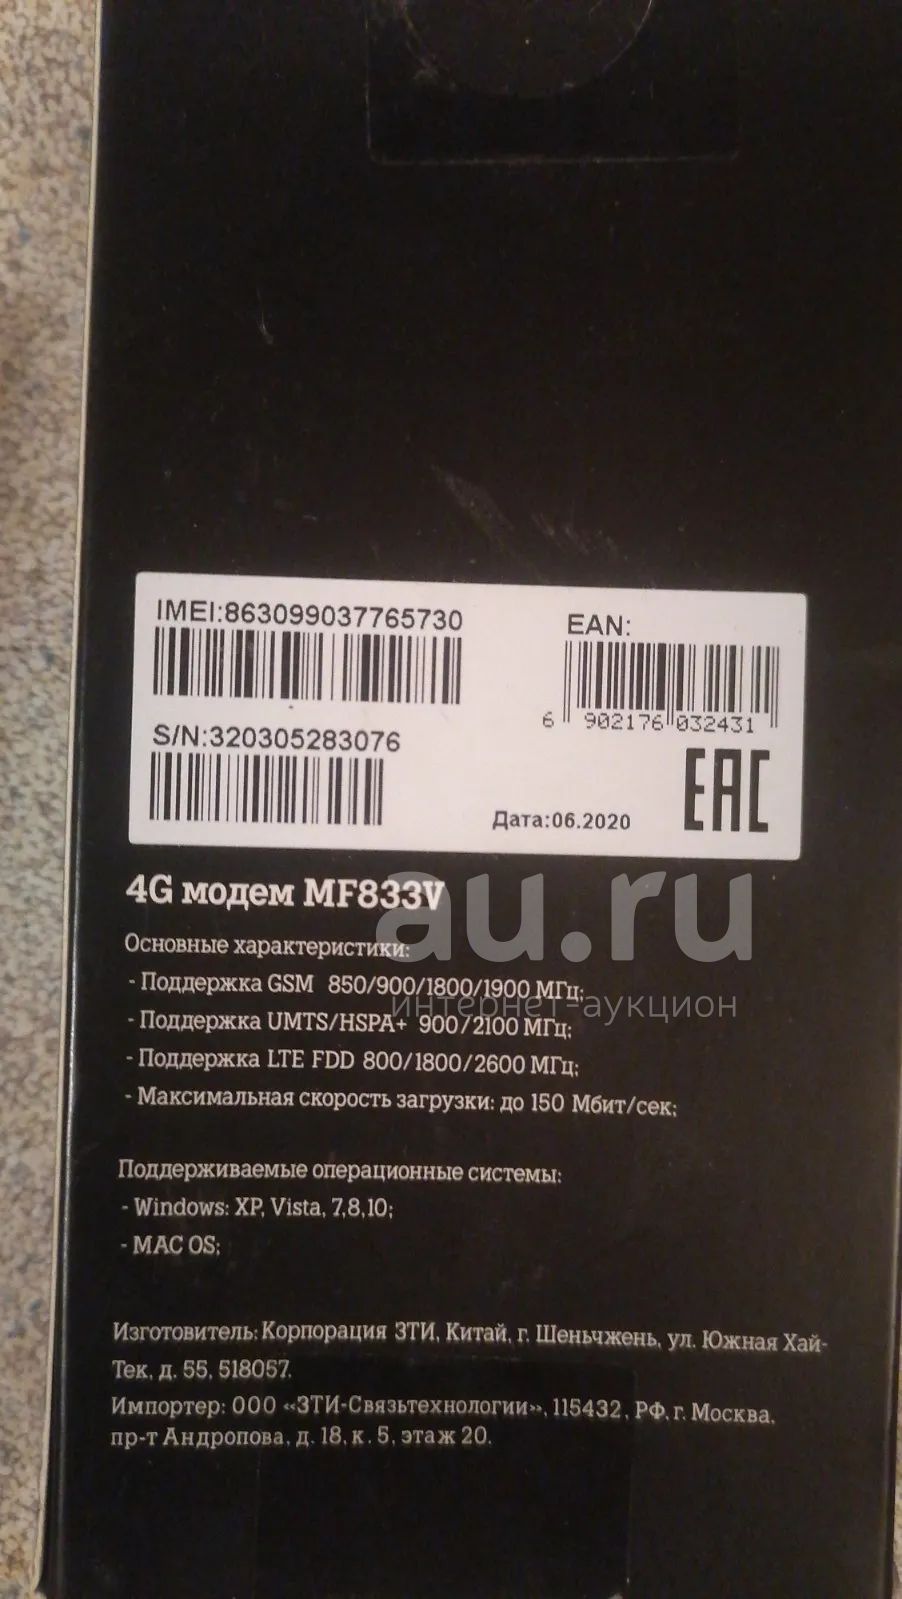 IMEI:863099037765730
EAN:
6 902176 032431
S/N:320305283076
Дата:06.2020
EAC
4G модем MF833V
au.ru
интернет-аукцион
Основные характеристики:
- Поддержка GSM 850/900/1800/1900 МГц;
- Поддержка UMTS/HSPA+ 900/2100 МГц;
- Поддержка LTE FDD 800/1800/2600 МГц;
- Максимальная скорость загрузки: до 150 Мбит/сек;
Поддерживаемые операционные системы:
- Windows: XP, Vista, 7,8,10;
- MAC OS;
Изготовитель: Корпорация ЗТИ, Китай, г. Шеньчжень, ул. Южная Хай-
Тек, д. 55, 518057.
Импортер: ООО «ЗТИ-Связьтехнологии», 115432, РФ, г. Москва,
пр-т Андропова, д. 18, к. 5, этаж 20.